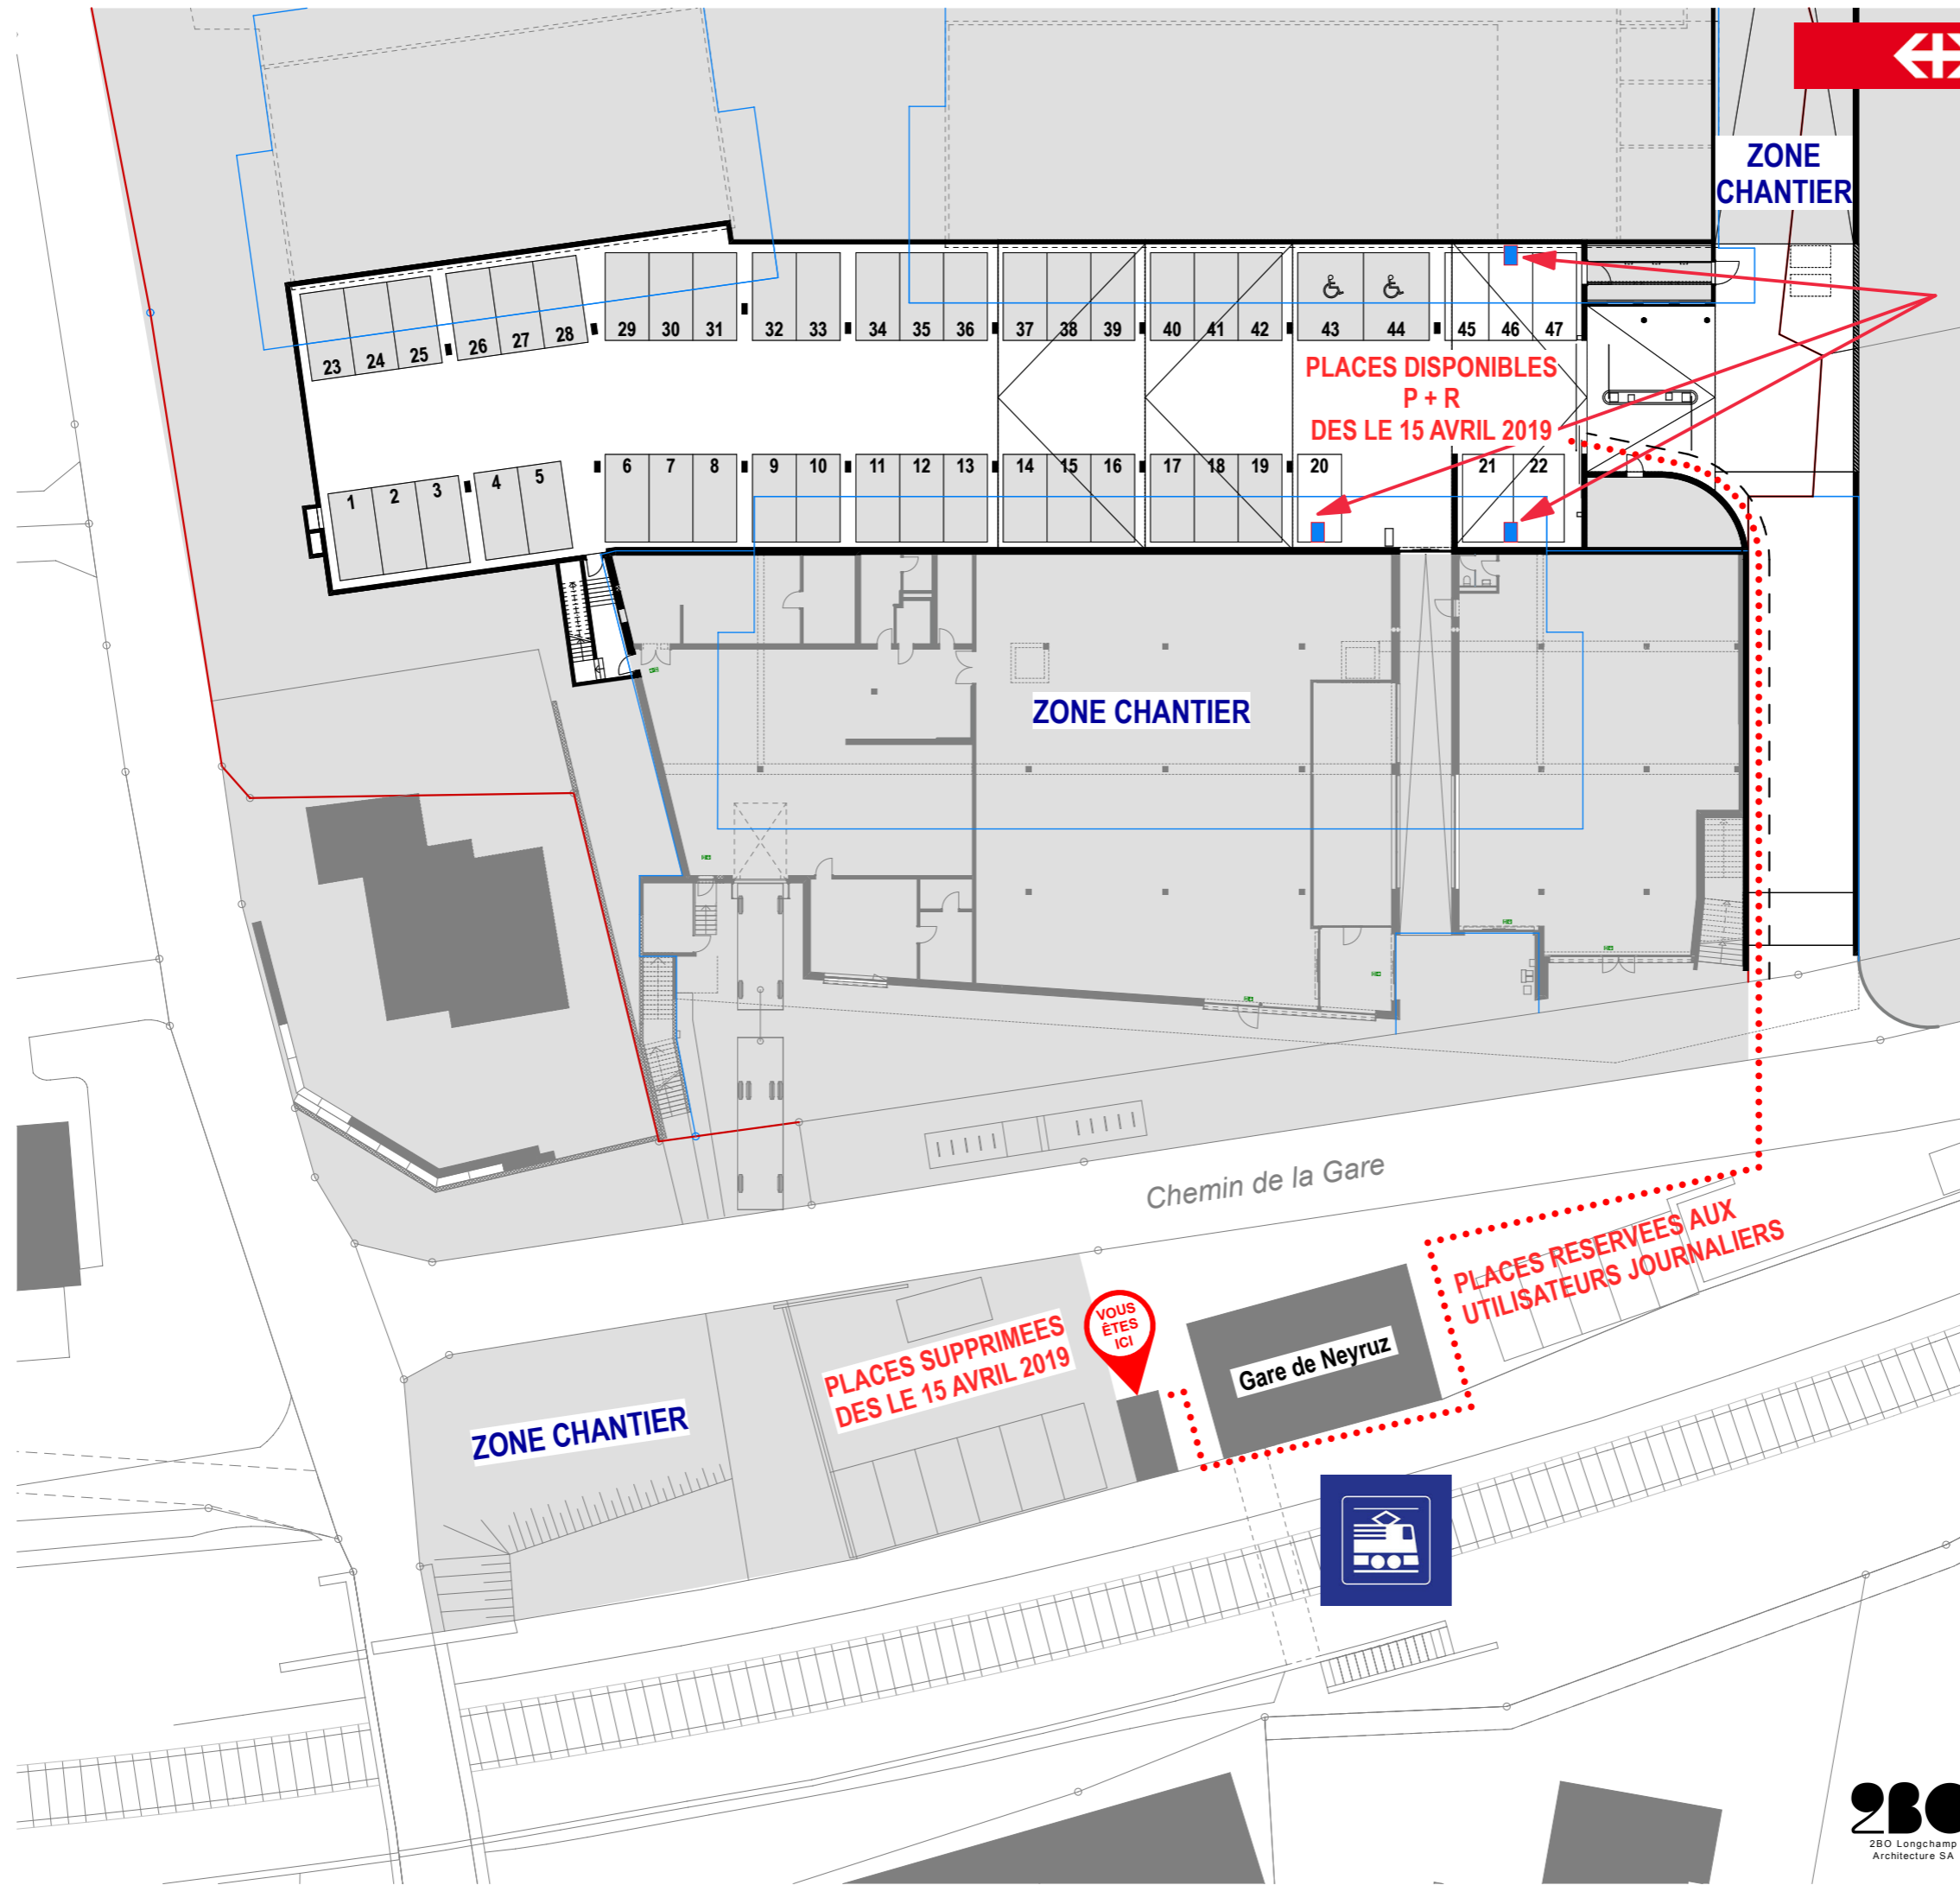 ZONE
CHANTIER
23 24 25 26 27 28 29 30 31 32 33 34 35 36 37 38 39 40 41 42 43 44 45 46 47
PLACES DISPONIBLES
P + R
DES LE 15 AVRIL 2019
1 2 3 4 5 6 7 8 9 10 11 12 13 14 15 16 17 18 19 20 21 22
ZONE CHANTIER
Chemin de la Gare
PLACES RESERVEES AUX
UTILISATEURS JOURNALIERS
VOUS
ÊTES
ICI
Gare de Neyruz
PLACES SUPPRIMEES
DES LE 15 AVRIL 2019
ZONE CHANTIER
2BO
2BO Longchamp
Architecture SA